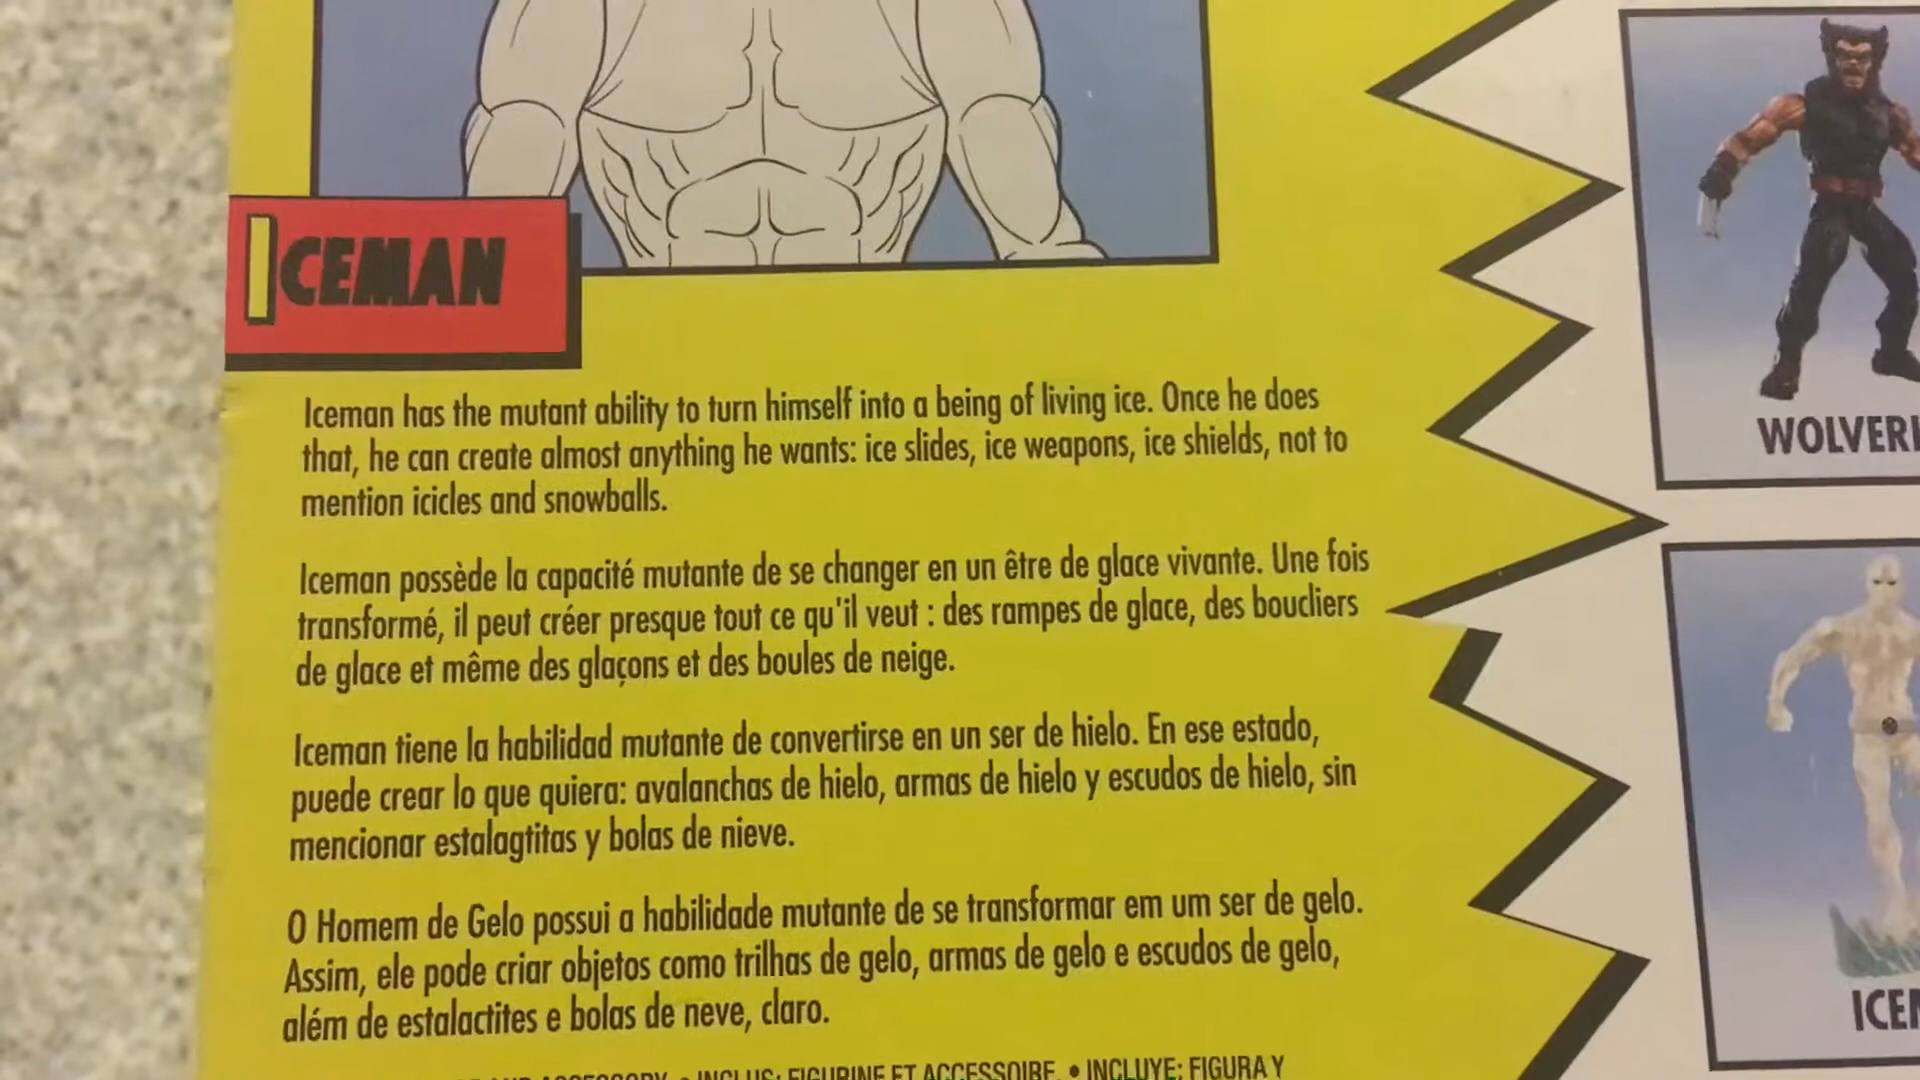 ICEMAN
Iceman has the mutant ability to turn himself into a being of living ice. Once he does
that, he can create almost anything he wants: ice slides, ice weapons, ice shields, not to
mention icicles and snowballs.
Iceman possède la capacité mutante de se changer en un être de glace vivante. Une fois
transformé, il peut créer presque tout ce qu'il veut : des rampes de glace, des boucliers
de glace et même des glaçons et des boules de neige.
Iceman tiene la habilidad mutante de convertirse en un ser de hielo. En ese estado,
puede crear lo que quiera: avalanchas de hielo, armas de hielo y escudos de hielo, sin
mencionar estalagtitas y bolas de nieve.
O Homem de Gelo possui a habilidade mutante de se transformar em um ser de gelo.
Assim, ele pode criar objetos como trilhas de gelo, armas de gelo e escudos de gelo,
além de estalactites e bolas de neve, claro.
AND ACCESSORY. • INCLUS: FIGURINE ET ACCESSOIRE. • INCLUYE: FIGURA Y
WOLVERI
ICEM